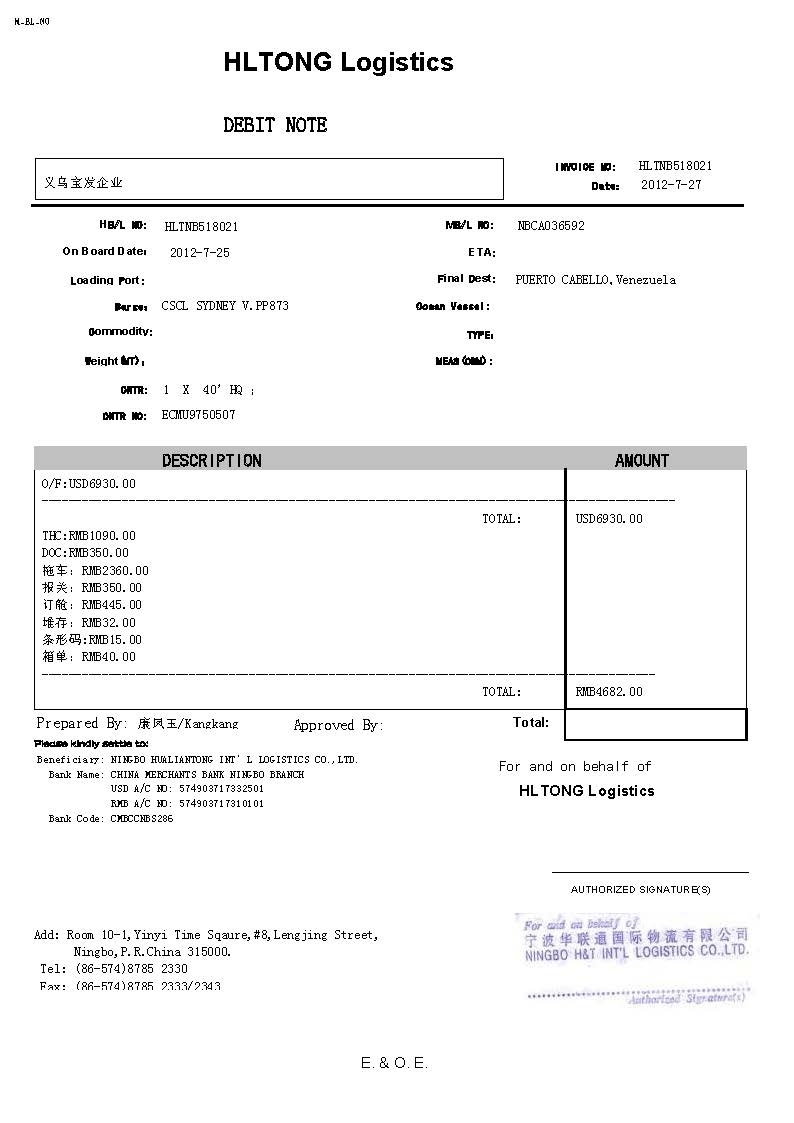 M_BL_NO
HLTONG Logistics
DEBIT NOTE
义乌宝发企业
INVOICE NO: HLTNB518021
Date: 2012-7-27
HB/L NO: HLTNB518021 MB/L NO: NBCA036592
On Board Date: 2012-7-25 ETA:
Loading Port: Final Dest: PUERTO CABELLO,Venezuela
Barge: CSCL SYDNEY V.PP873 Ocean Vessel:
Commodity: TYPE:
Weight(MT): MEAS(CBM):
CNTR: 1 X 40'HQ ;
CNTR NO: ECMU9750507
DESCRIPTION AMOUNT
O/F:USD6930.00
TOTAL: USD6930.00
THC:RMB1090.00
DOC:RMB350.00
拖车: RMB2360.00
报关: RMB350.00
订舱: RMB445.00
堆存: RMB32.00
条形码:RMB15.00
箱单: RMB40.00
TOTAL: RMB4682.00
Prepared By: 康凤玉/Kangkang Approved By: Total:
Please kindly settle to:
Beneficiary: NINGBO HUALIANTONG INT'L LOGISTICS CO.,LTD.
Bank Name: CHINA MERCHANTS BANK NINGBO BRANCH
USD A/C NO: 574903717332501
RMB A/C NO: 574903717310101
Bank Code: CMBCCNBS286
For and on behalf of
HLTONG Logistics
AUTHORIZED SIGNATURE(S)
For and on behalf of
宁波华联通国际物流有限公司
NINGBO H&T INT'L LOGISTICS CO.,LTD.
Authorized Signature(s)
Add: Room 10-1,Yinyi Time Sqaure,#8,Lengjing Street,
Ningbo,P.R.China 315000.
Tel: (86-574)8785 2330
Fax: (86-574)8785 2333/2343
E. & O. E.